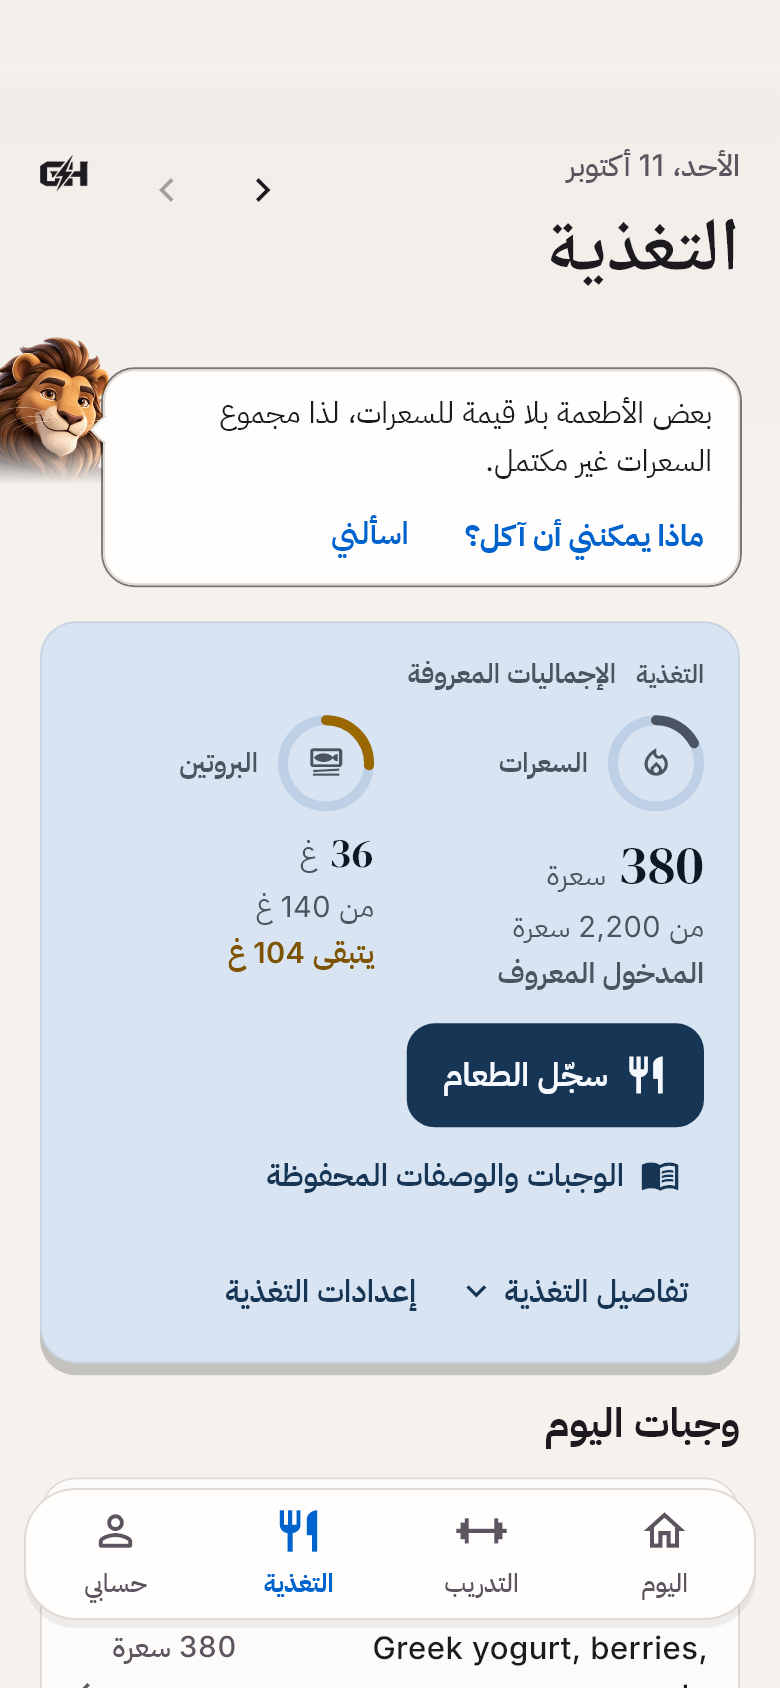 الأحد، 11 أكتوبر
GH
التغذية
بعض الأطعمة بلا قيمة للسعرات، لذا مجموع
السعرات غير مكتمل.
ماذا يمكنني أن آكل؟ اسألني
التغذية الإجماليات المعروفة
السعرات
380 سعرة
من 2,200 سعرة
المدخول المعروف
البروتين
36 غ
من 140 غ
يتبقى 104 غ
سجّل الطعام
الوجبات والوصفات المحفوظة
تفاصيل التغذية
إعدادات التغذية
وجبات اليوم
Greek yogurt, berries,
380 سعرة
اليوم
التدريب
التغذية
حسابي